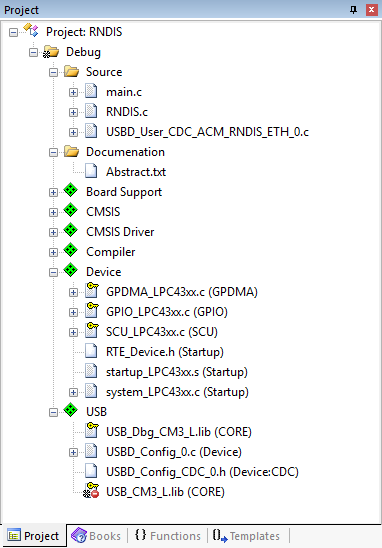 Project
Project: RNDIS
Debug
Source
main.c
RNDIS.c
USBD_User_CDC_ACM_RNDIS_ETH_0.c
Documenation
Abstract.txt
Board Support
CMSIS
CMSIS Driver
Compiler
Device
GPDMA_LPC43xx.c (GPDMA)
GPIO_LPC43xx.c (GPIO)
SCU_LPC43xx.c (SCU)
RTE_Device.h (Startup)
startup_LPC43xx.s (Startup)
system_LPC43xx.c (Startup)
USB
USB_Dbg_CM3_L.lib (CORE)
USBD_Config_0.c (Device)
USBD_Config_CDC_0.h (Device:CDC)
USB_CM3_L.lib (CORE)
Project Books {} Functions 0 Templates